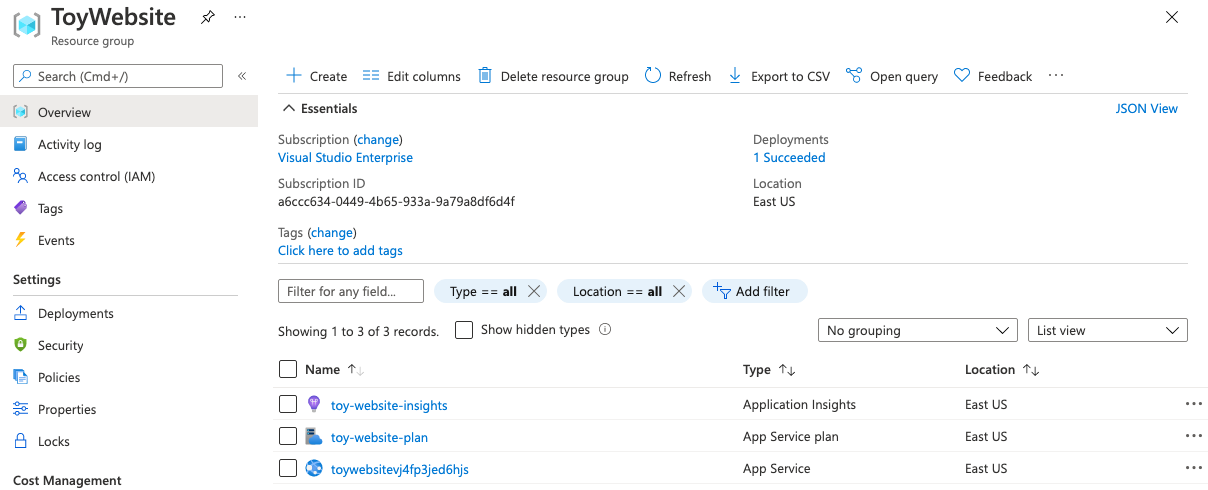 ToyWebsite
Resource group
Search (Cmd+/)
Overview
Activity log
Access control (IAM)
Tags
Events
Settings
Deployments
Security
Policies
Properties
Locks
Cost Management
Create Edit columns Delete resource group Refresh Export to CSV Open query Feedback
Essentials JSON View
Subscription (change) Deployments
Visual Studio Enterprise 1 Succeeded
Subscription ID Location
a6ccc634-0449-4b65-933a-9a79a8df6d4f East US
Tags (change)
Click here to add tags
Filter for any field... Type == all Location == all Add filter
Showing 1 to 3 of 3 records. Show hidden types No grouping List view
Name Type Location
toy-website-insights Application Insights East US
toy-website-plan App Service plan East US
toywebsitevj4fp3jed6hjs App Service East US